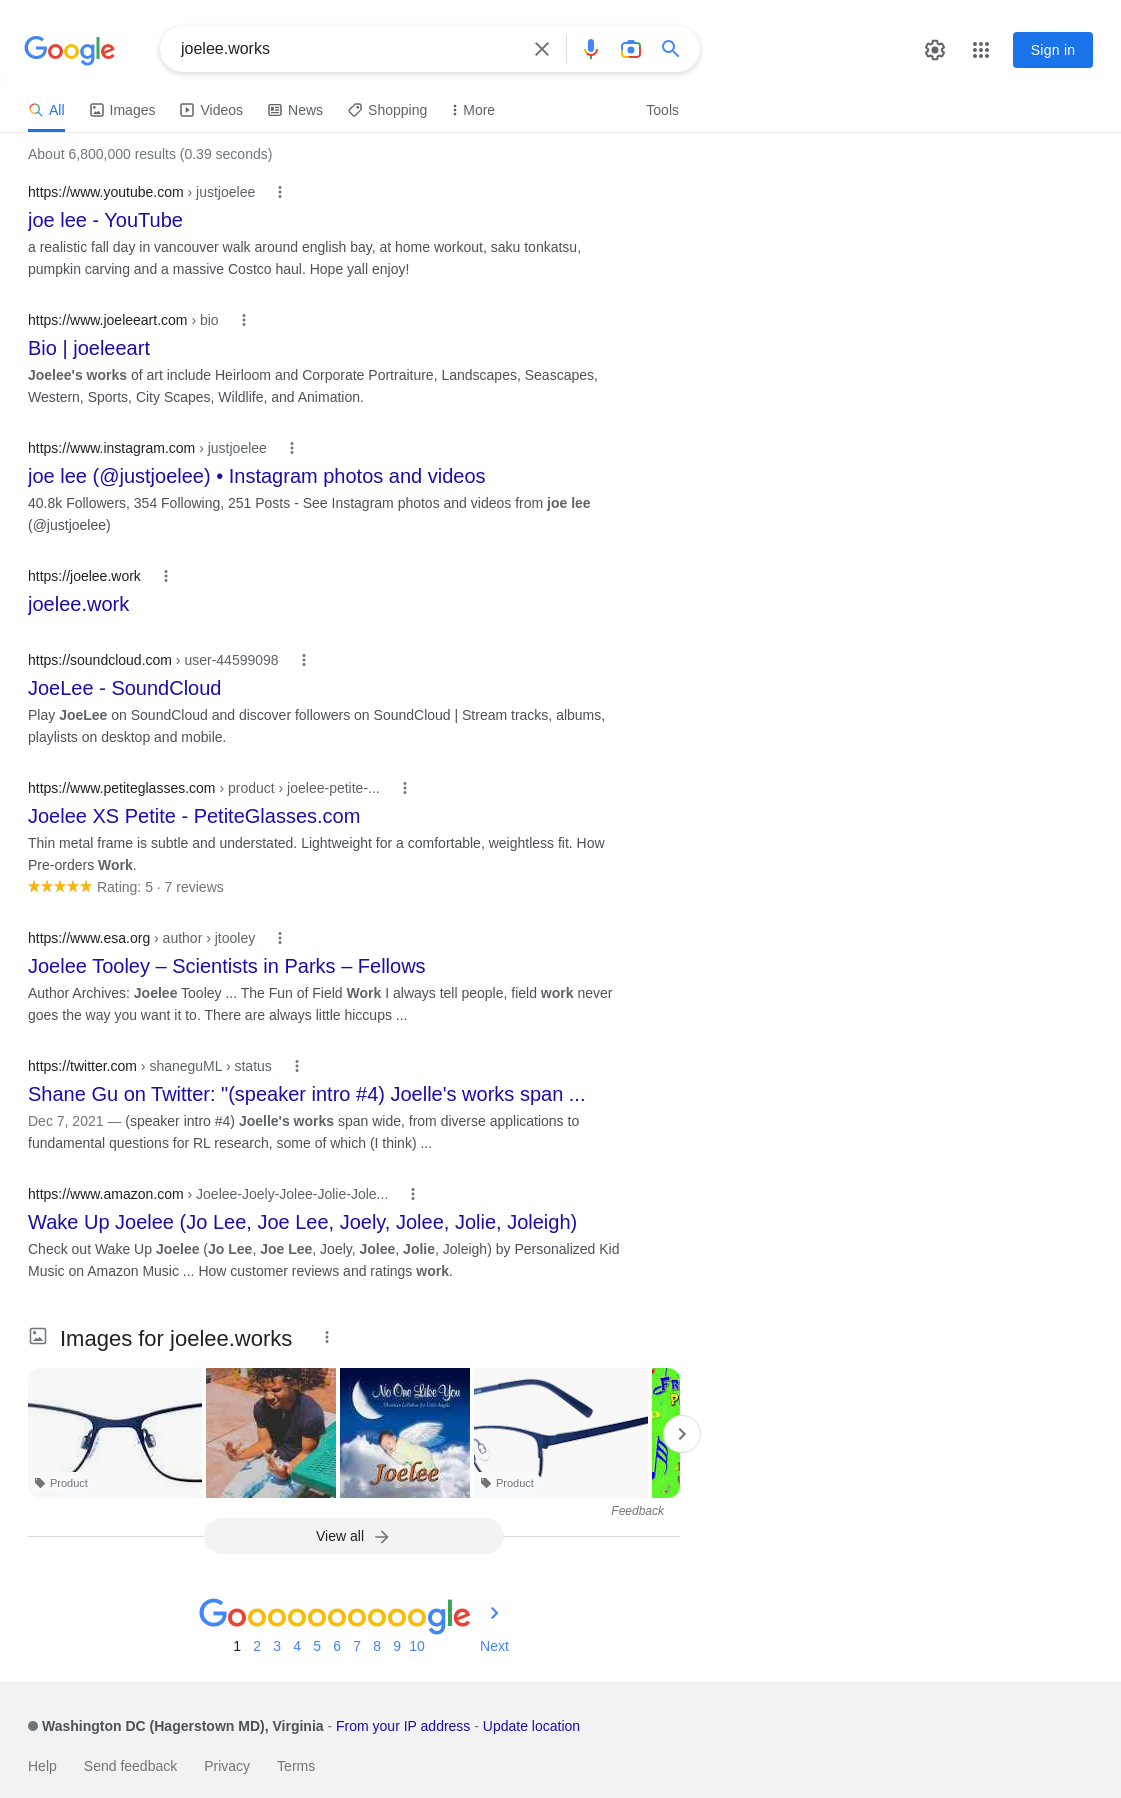 Google
joelee.works
Sign in
All
Images
Videos
News
Shopping
More
Tools
About 6,800,000 results (0.39 seconds)
https://www.youtube.com › justjoelee
joe lee - YouTube
a realistic fall day in vancouver walk around english bay, at home workout, saku tonkatsu,
pumpkin carving and a massive Costco haul. Hope yall enjoy!
https://www.joeleeart.com › bio
Bio | joeleeart
Joelee's works of art include Heirloom and Corporate Portraiture, Landscapes, Seascapes,
Western, Sports, City Scapes, Wildlife, and Animation.
https://www.instagram.com › justjoelee
joe lee (@justjoelee) • Instagram photos and videos
40.8k Followers, 354 Following, 251 Posts - See Instagram photos and videos from joe lee
(@justjoelee)
https://joelee.work
joelee.work
https://soundcloud.com › user-44599098
JoeLee - SoundCloud
Play JoeLee on SoundCloud and discover followers on SoundCloud | Stream tracks, albums,
playlists on desktop and mobile.
https://www.petiteglasses.com › product › joelee-petite-...
Joelee XS Petite - PetiteGlasses.com
Thin metal frame is subtle and understated. Lightweight for a comfortable, weightless fit. How
Pre-orders Work.
Rating: 5 · 7 reviews
https://www.esa.org › author › jtooley
Joelee Tooley – Scientists in Parks – Fellows
Author Archives: Joelee Tooley ... The Fun of Field Work I always tell people, field work never
goes the way you want it to. There are always little hiccups ...
https://twitter.com › shaneguML › status
Shane Gu on Twitter: "(speaker intro #4) Joelle's works span ...
Dec 7, 2021 — (speaker intro #4) Joelle's works span wide, from diverse applications to
fundamental questions for RL research, some of which (I think) ...
https://www.amazon.com › Joelee-Joely-Jolee-Jolie-Jole...
Wake Up Joelee (Jo Lee, Joe Lee, Joely, Jolee, Jolie, Joleigh)
Check out Wake Up Joelee (Jo Lee, Joe Lee, Joely, Jolee, Jolie, Joleigh) by Personalized Kid
Music on Amazon Music ... How customer reviews and ratings work.
Images for joelee.works
No One Like You
Joelee
Product
Product
Feedback
View all
Goooooooooogle
1 2 3 4 5 6 7 8 9 10 Next
Washington DC (Hagerstown MD), Virginia - From your IP address - Update location
Help Send feedback Privacy Terms